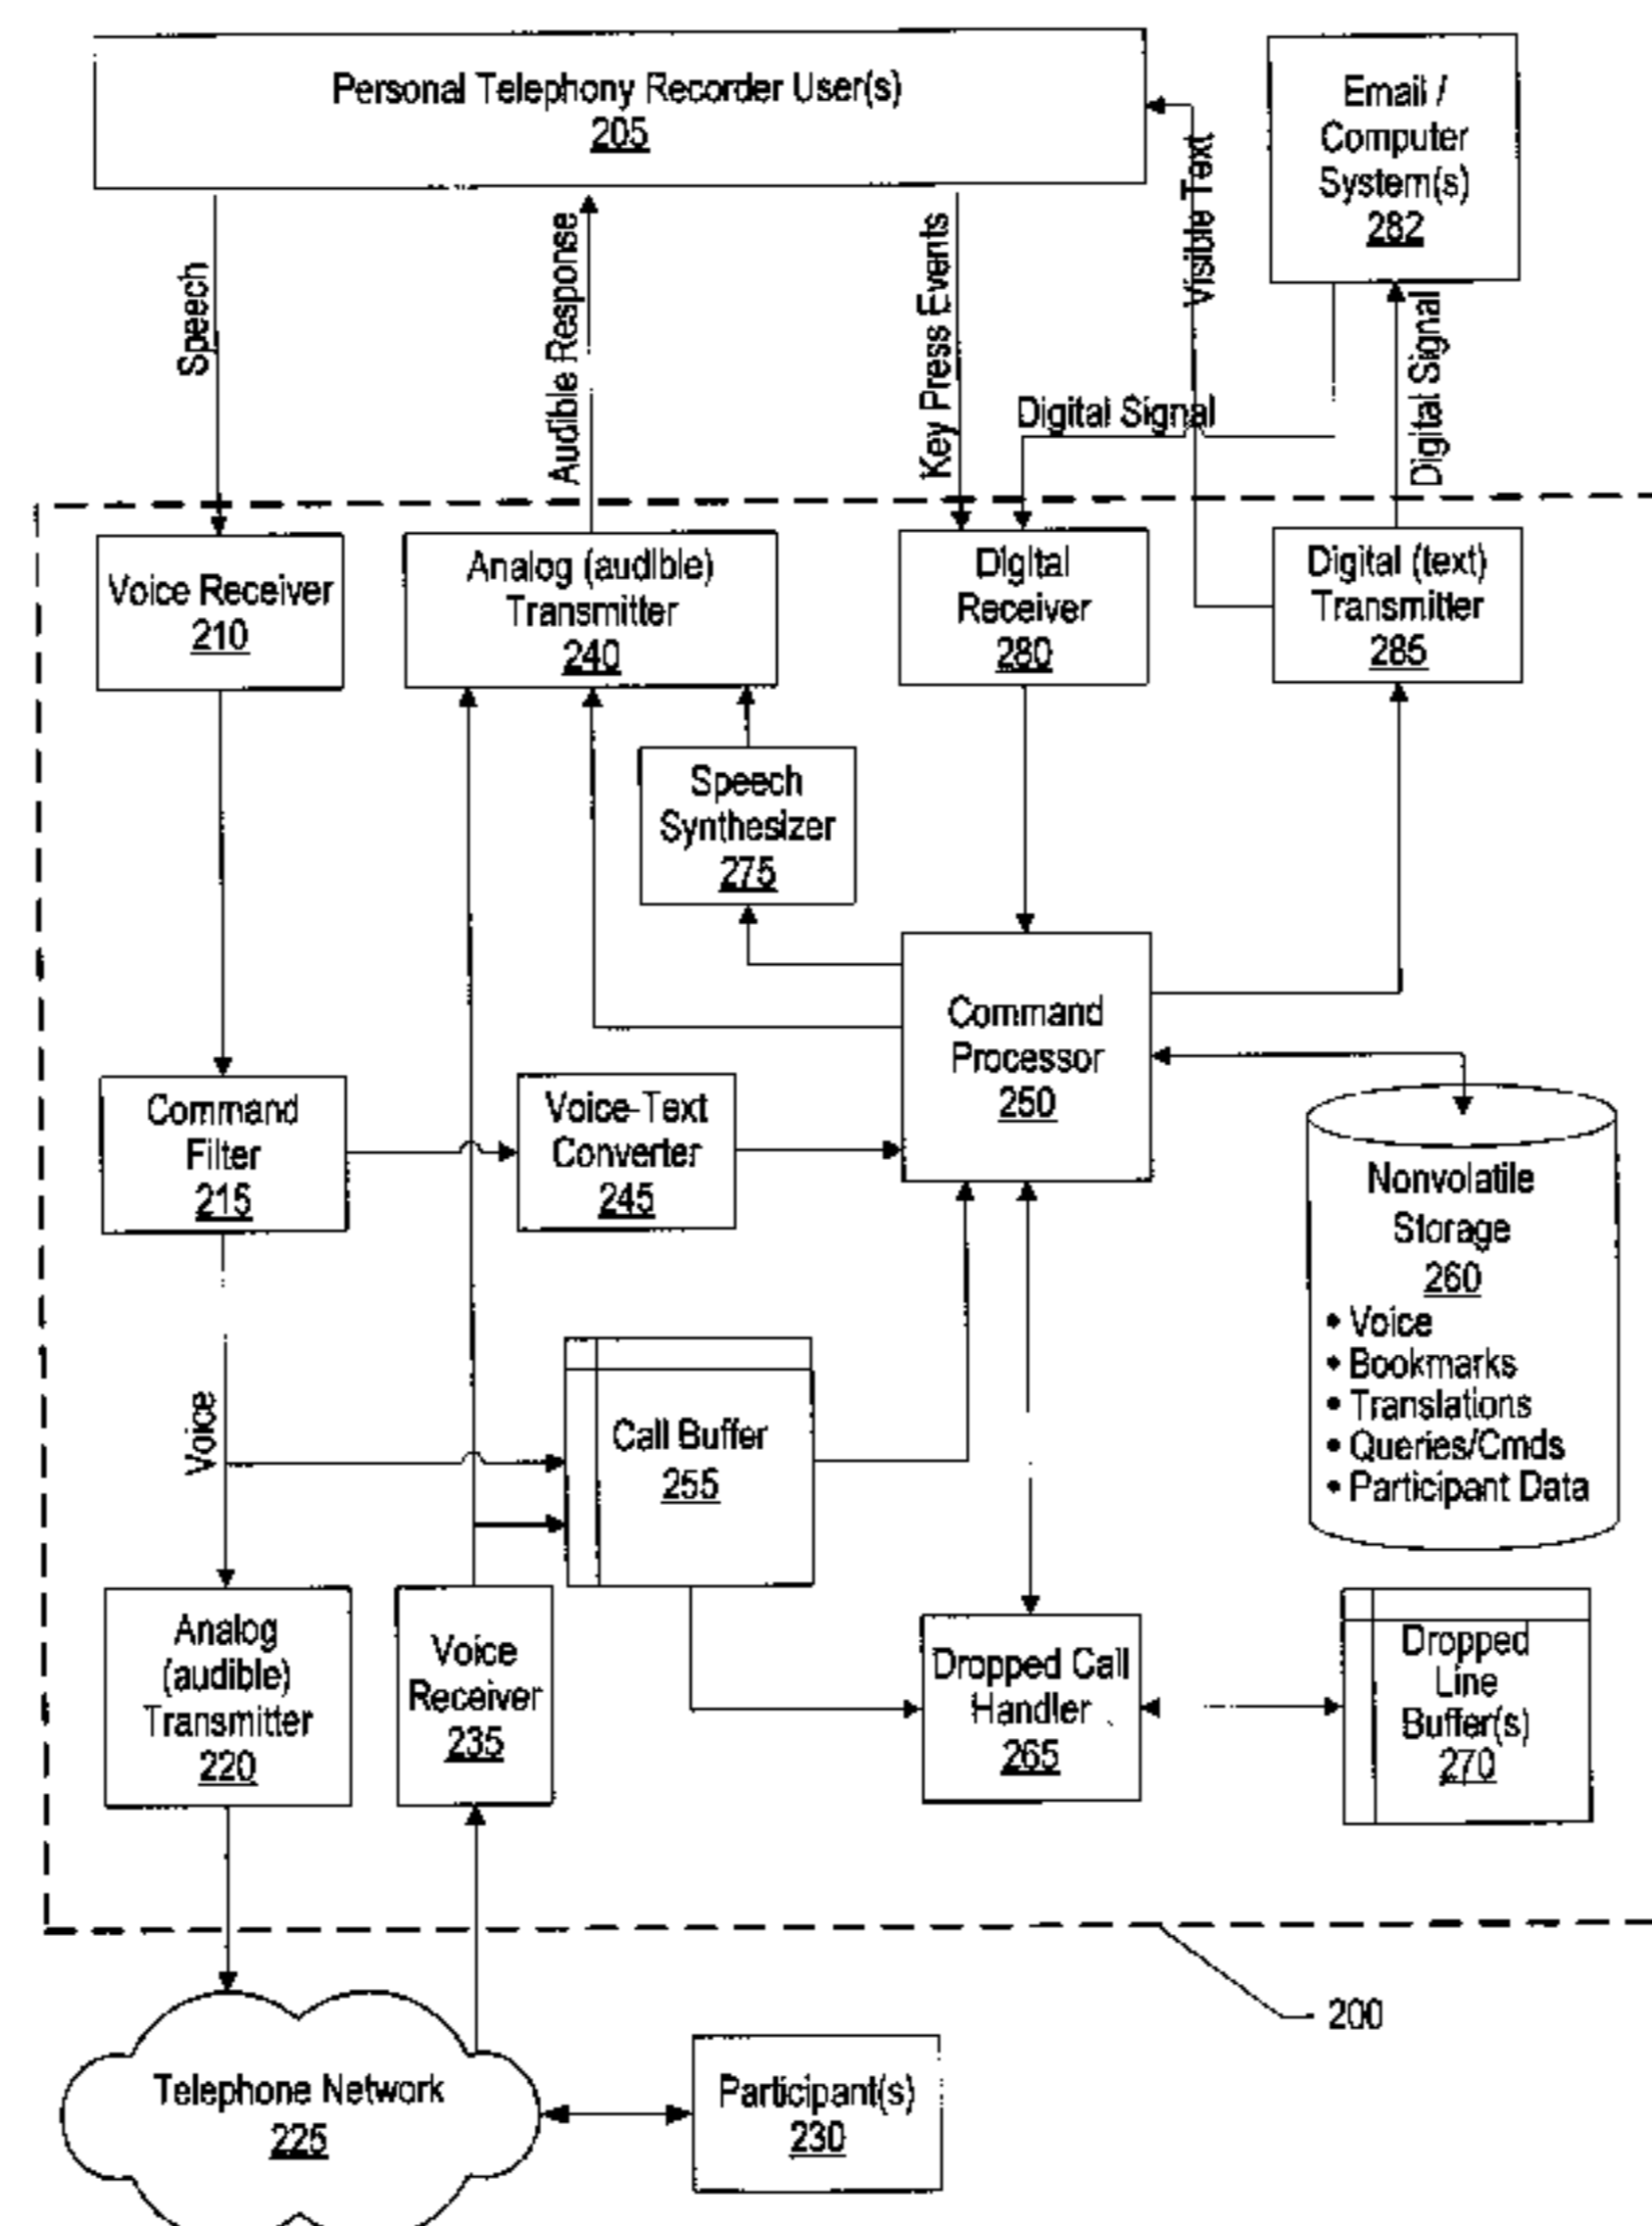 Personal Telephony Recorder User(s)
205
Email /
Computer
System(s)
282
Speech
Audible Response
Key Press Events
Visible Text
Digital Signal
Digital Signal
Voice Receiver
210
Analog (audible)
Transmitter
240
Digital
Receiver
280
Digital (text)
Transmitter
285
Speech
Synthesizer
275
Command
Processor
250
Command
Filter
215
Voice-Text
Converter
245
Nonvolatile
Storage
260
• Voice
• Bookmarks
• Translations
• Queries/Cmds
• Participant Data
Voice
Call Buffer
255
Analog
(audible)
Transmitter
220
Voice
Receiver
235
Dropped Call
Handler
265
Dropped
Line
Buffer(s)
270
200
Telephone Network
225
Participant(s)
230